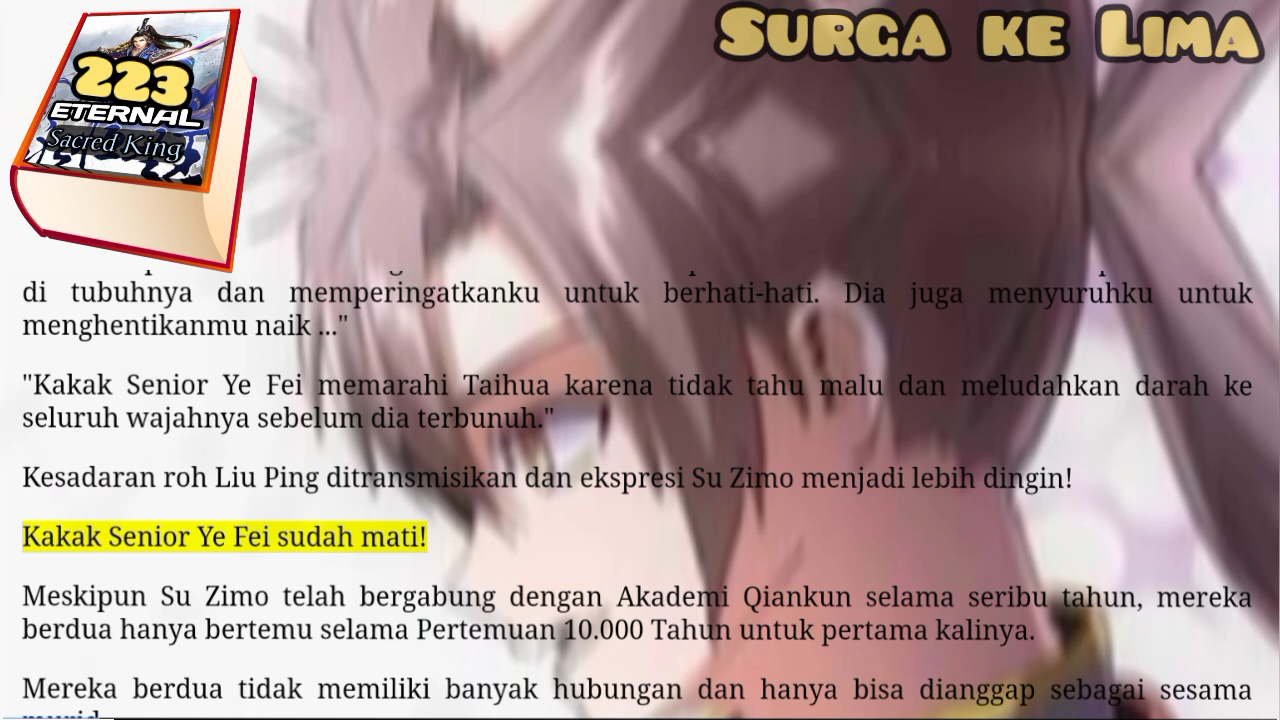 SURGA KE LIMA
223
ETERNAL
Sacred King
di tubuhnya dan memperingatkanku untuk berhati-hati. Dia juga menyuruhku untuk
menghentikanmu naik ..."
"Kakak Senior Ye Fei memarahi Taihua karena tidak tahu malu dan meludahkan darah ke
seluruh wajahnya sebelum dia terbunuh."
Kesadaran roh Liu Ping ditransmisikan dan ekspresi Su Zimo menjadi lebih dingin!
Kakak Senior Ye Fei sudah mati!
Meskipun Su Zimo telah bergabung dengan Akademi Qiankun selama seribu tahun, mereka
berdua hanya bertemu selama Pertemuan 10.000 Tahun untuk pertama kalinya.
Mereka berdua tidak memiliki banyak hubungan dan hanya bisa dianggap sebagai sesama